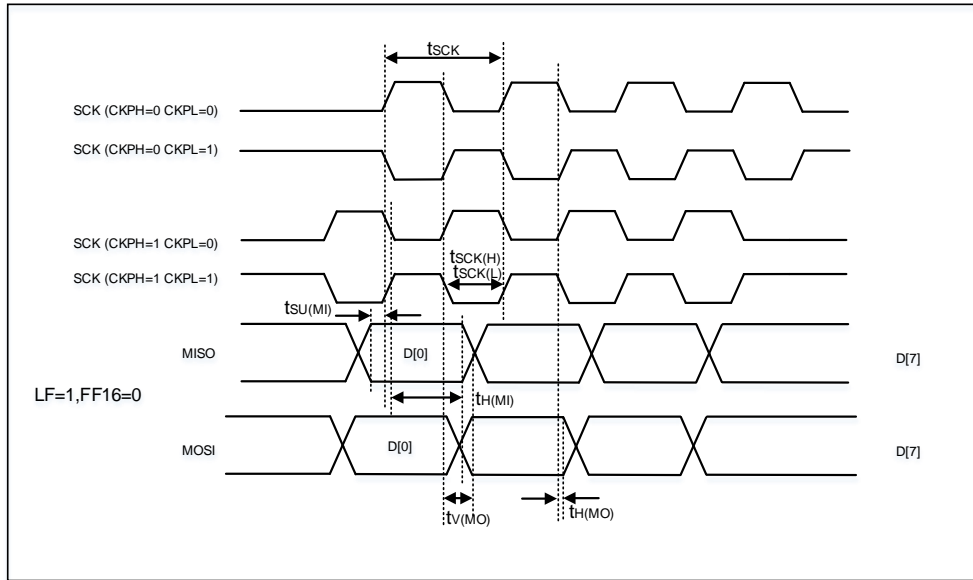 tSCK
SCK (CKPH=0 CKPL=0)
SCK (CKPH=0 CKPL=1)
SCK (CKPH=1 CKPL=0)
tSCK(H)
SCK (CKPH=1 CKPL=1)
tSCK(L)
tSU(MI)
MISO
D[0]
D[7]
LF=1,FF16=0
tH(MI)
MOSI
D[0]
D[7]
tV(MO)
tH(MO)